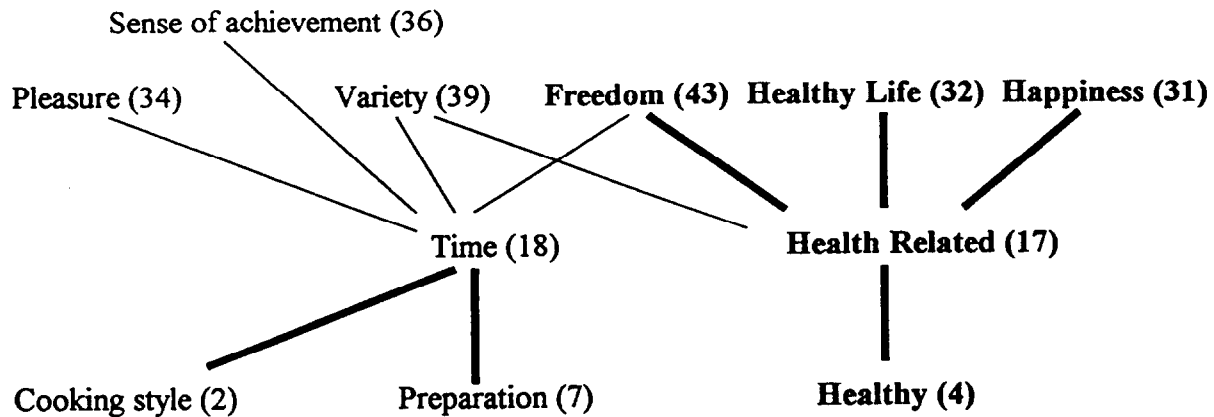 Sense of achievement (36)
Pleasure (34) Variety (39) Freedom (43) Healthy Life (32) Happiness (31)
Time (18) Health Related (17)
Cooking style (2) Preparation (7) Healthy (4)